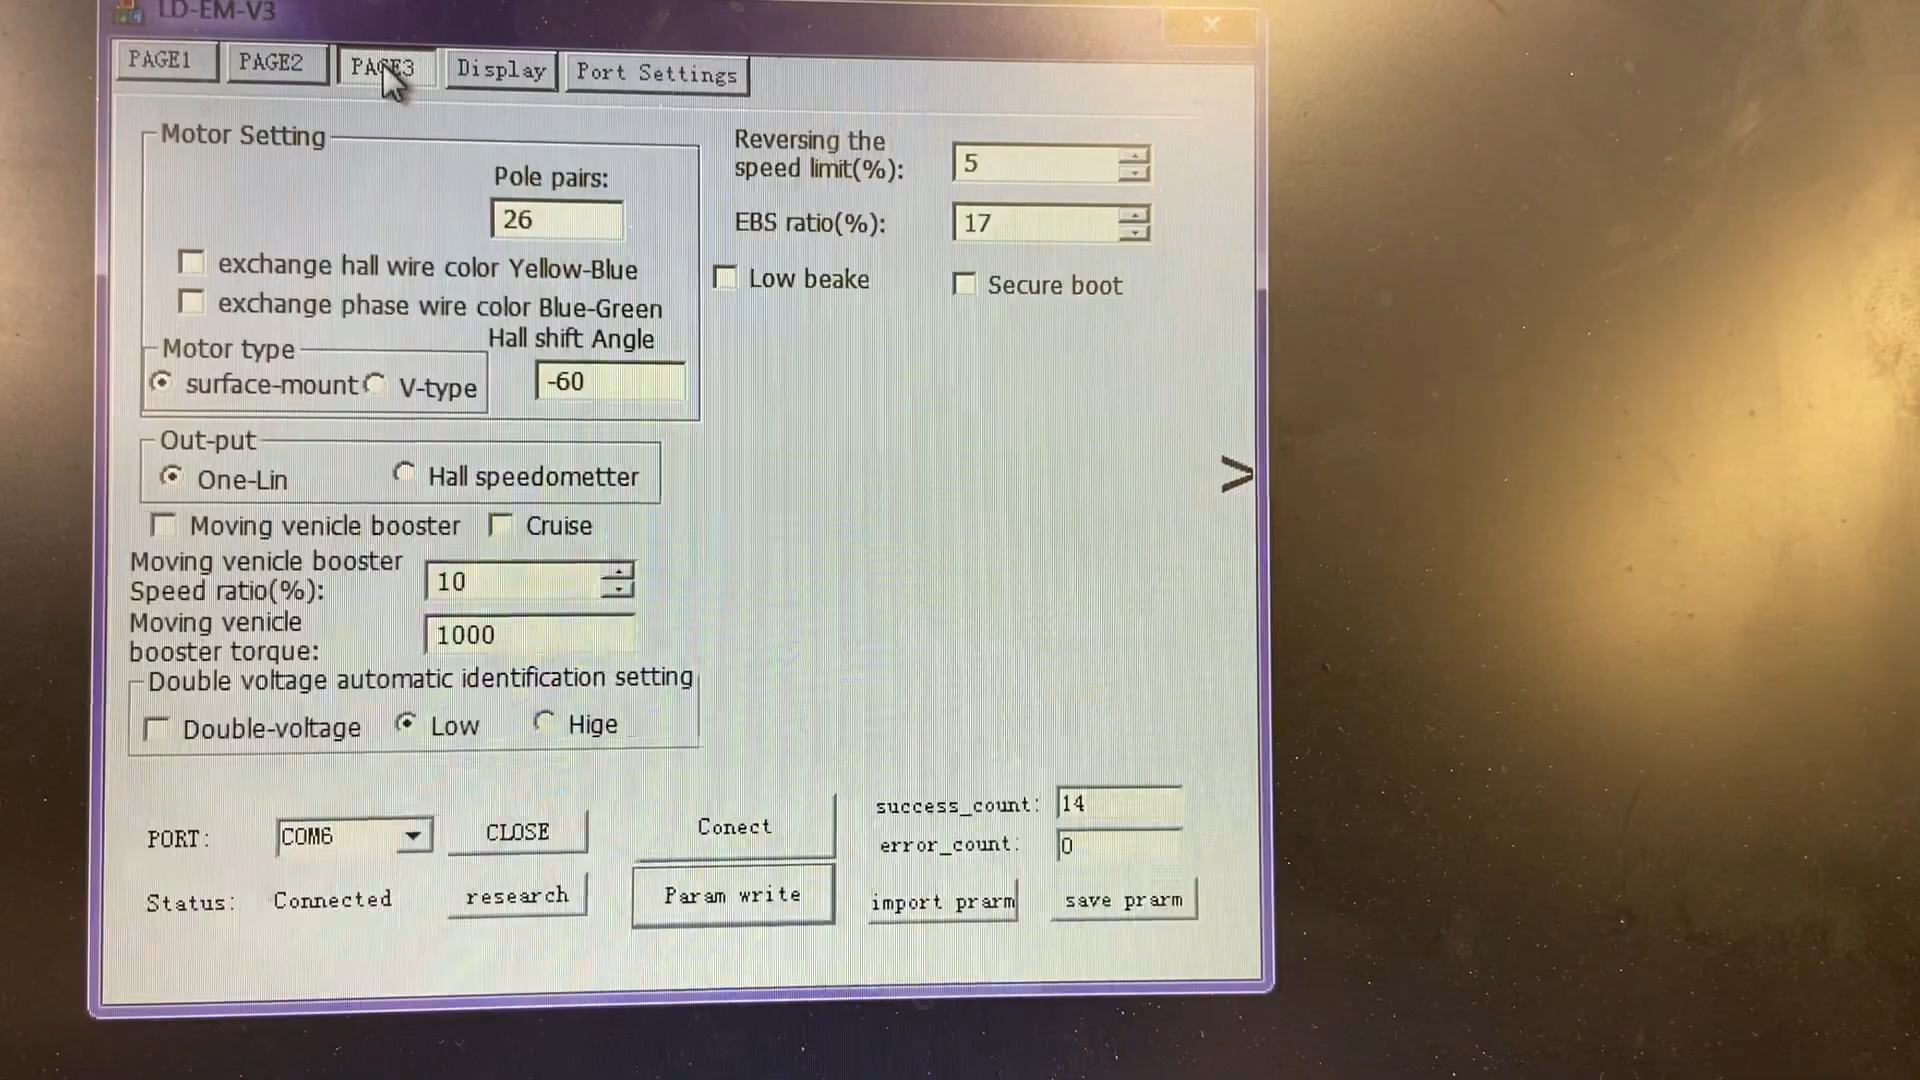 LD-EM-V3
PAGE1 PAGE2 PAGE3 Display Port Settings
Motor Setting
Pole pairs:
26
exchange hall wire color Yellow-Blue
exchange phase wire color Blue-Green
Motor type
surface-mount V-type
Hall shift Angle
-60
Out-put
One-Lin Hall speedometter
Moving venicle booster Cruise
Moving venicle booster
Speed ratio(%):
10
Moving venicle
booster torque:
1000
Double voltage automatic identification setting
Double-voltage Low Hige
Reversing the
speed limit(%):
5
EBS ratio(%):
17
Low beake Secure boot
>
PORT: COM6 CLOSE Conect
success_count: 14
error_count: 0
Status: Connected research Param write import prarm save prarm